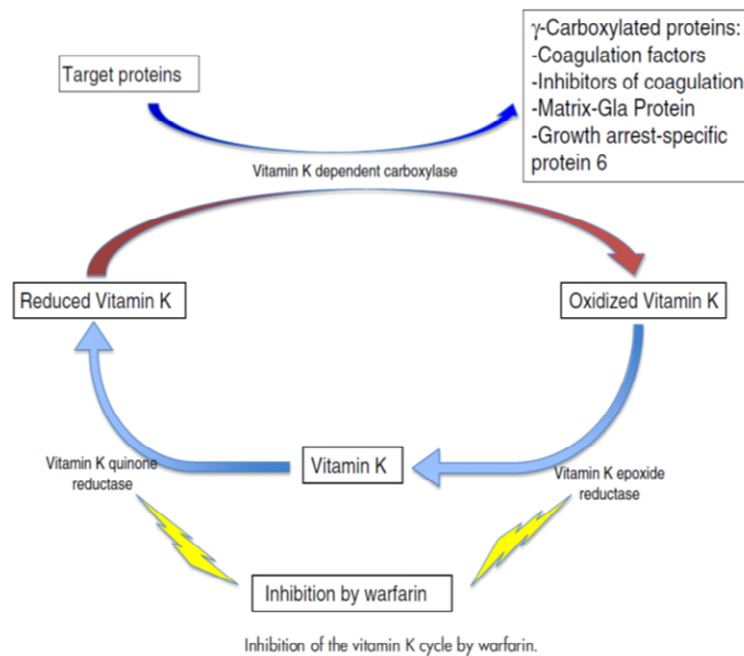 γ-Carboxylated proteins:
-Coagulation factors
-Inhibitors of coagulation
-Matrix-Gla Protein
-Growth arrest-specific
protein 6
Target proteins
Vitamin K dependent carboxylase
Reduced Vitamin K
Oxidized Vitamin K
Vitamin K quinone
reductase
Vitamin K
Vitamin K epoxide
reductase
Inhibition by warfarin
Inhibition of the vitamin K cycle by warfarin.